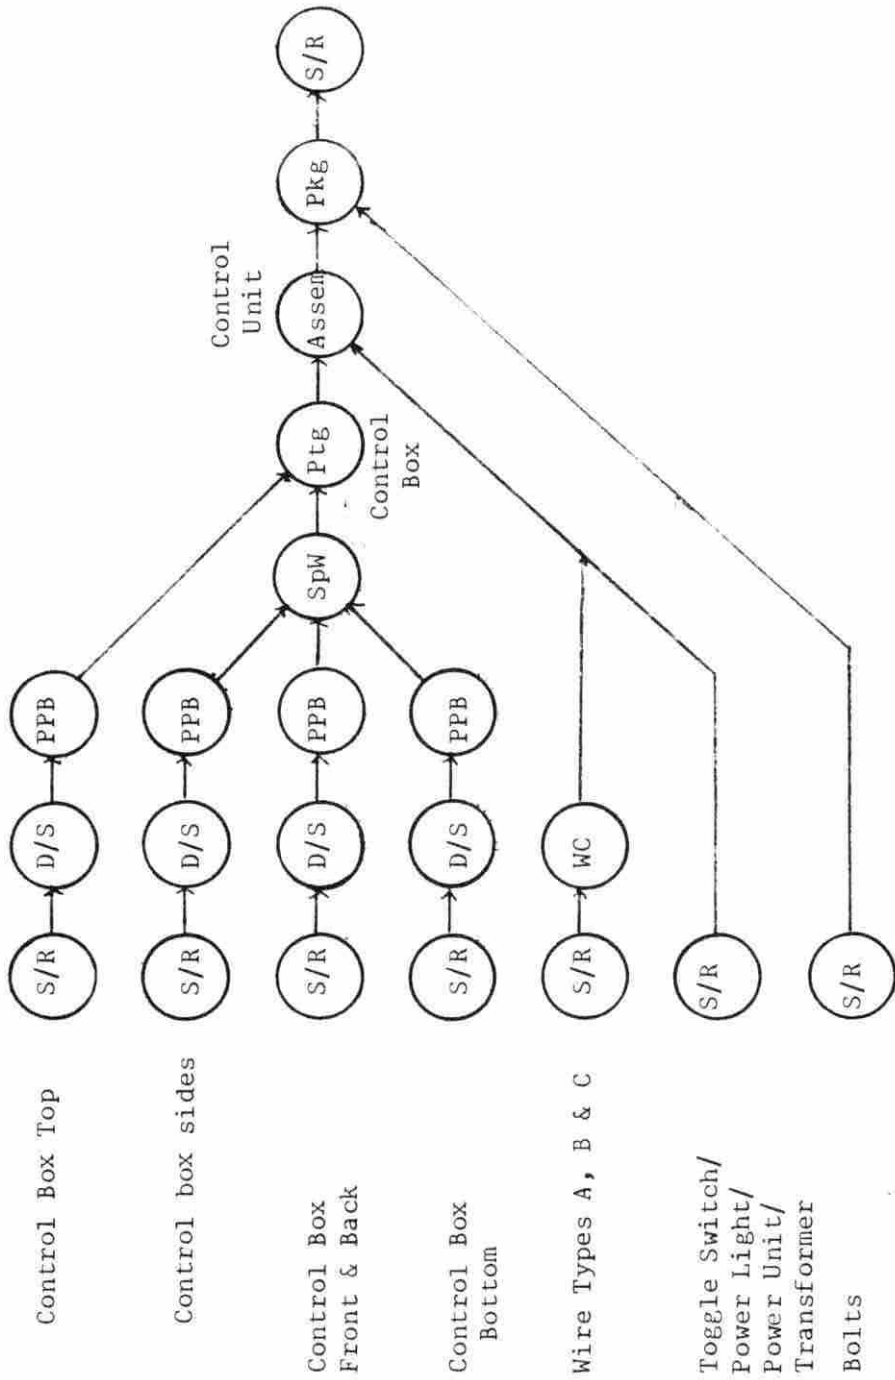 Control Box Top
S/R
D/S
PPB
Control box sides
S/R
D/S
PPB
Control Box
Front & Back
S/R
D/S
PPB
SpW
Ptg
Assem
Pkg
S/R
Control
Box
Control
Unit
Control Box
Bottom
S/R
D/S
PPB
Wire Types A, B & C
S/R
WC
Toggle Switch/
Power Light/
Power Unit/
Transformer
S/R
Bolts
S/R